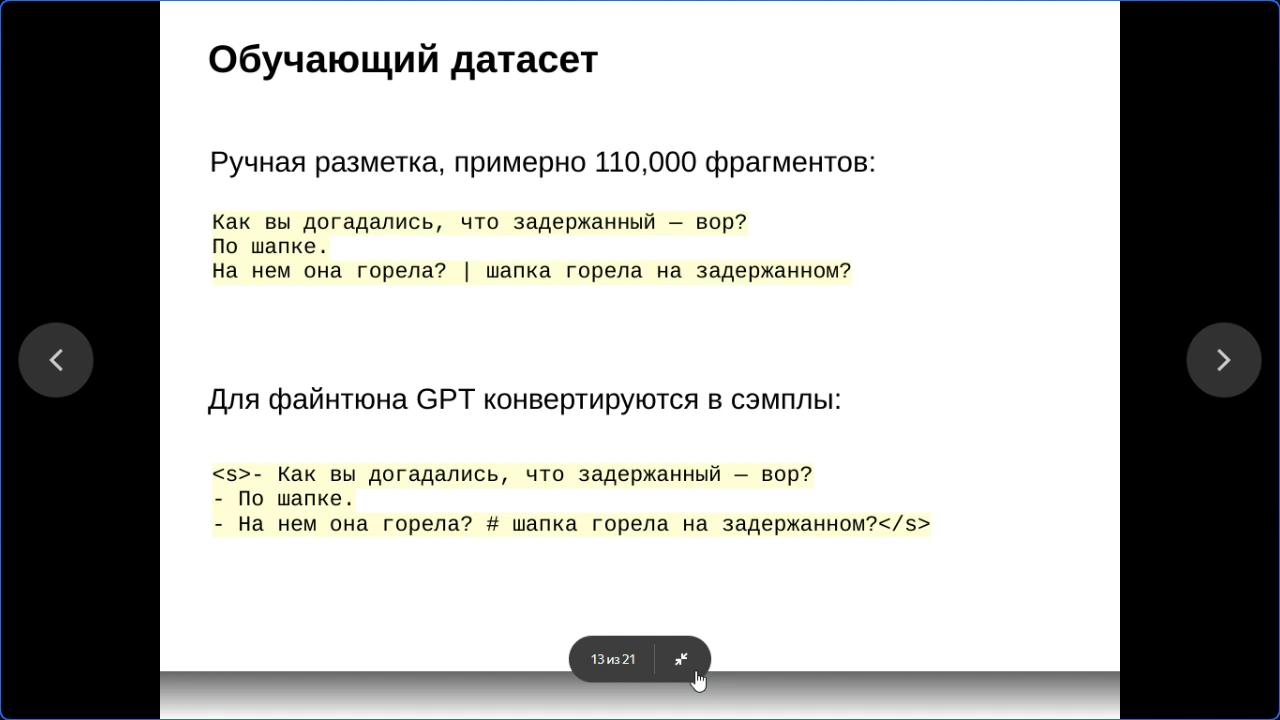 Обучающий датасет
Ручная разметка, примерно 110,000 фрагментов:
Как вы догадались, что задержанный — вор?
По шапке.
На нем она горела? | шапка горела на задержанном?
Для файнтюна GPT конвертируются в сэмплы:
<s>- Как вы догадались, что задержанный — вор?
- По шапке.
- На нем она горела? # шапка горела на задержанном?</s>
13 из 21